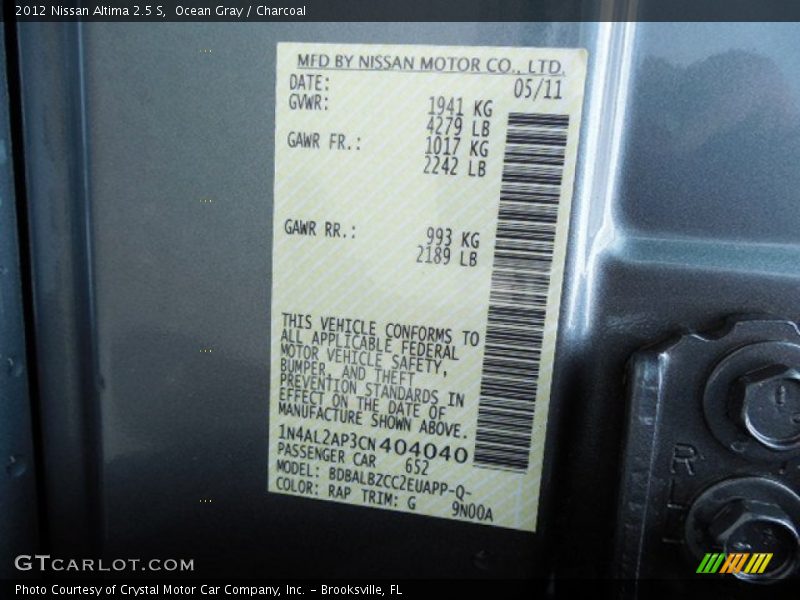 2012 Nissan Altima 2.5 S,  Ocean Gray / Charcoal
MFD BY NISSAN MOTOR CO., LTD.
DATE: 05/11
GVWR: 1941 KG
4279 LB
GAWR FR.: 1017 KG
2242 LB
GAWR RR.: 993 KG
2189 LB
THIS VEHICLE CONFORMS TO
ALL APPLICABLE FEDERAL
MOTOR VEHICLE SAFETY,
BUMPER, AND THEFT
PREVENTION STANDARDS IN
EFFECT ON THE DATE OF
MANUFACTURE SHOWN ABOVE.
1N4AL2AP3CN404040
PASSENGER CAR 652
MODEL: BDBALBZCC2EUAPP-Q-
COLOR: RAP TRIM: G 9N00A
R
GTCARLOT.COM
Photo Courtesy of Crystal Motor Car Company, Inc. – Brooksville, FL